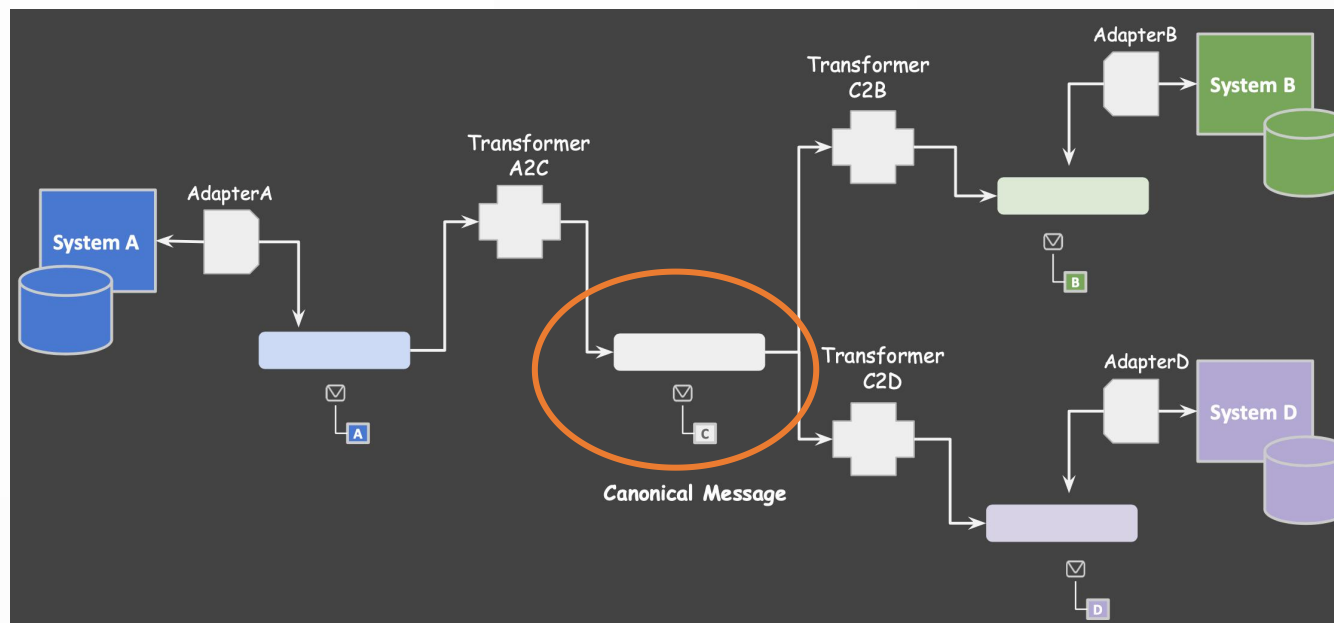 System A
AdapterA
A
Transformer
A2C
C
Canonical Message
Transformer
C2B
AdapterB
System B
B
Transformer
C2D
AdapterD
System D
D